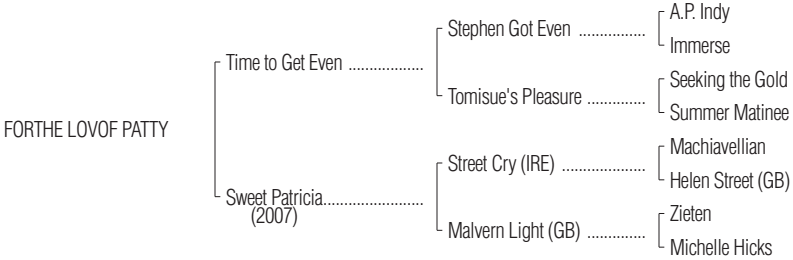 A.P. Indy
Stephen Got Even ................
Immerse
Time to Get Even ..................
Seeking the Gold
Tomisue's Pleasure ..............
Summer Matinee
FORTHE LOVOF PATTY
Machiavellian
Street Cry (IRE) ....................
Helen Street (GB)
Sweet Patricia........................
(2007)
Zieten
Malvern Light (GB) ..............
Michelle Hicks